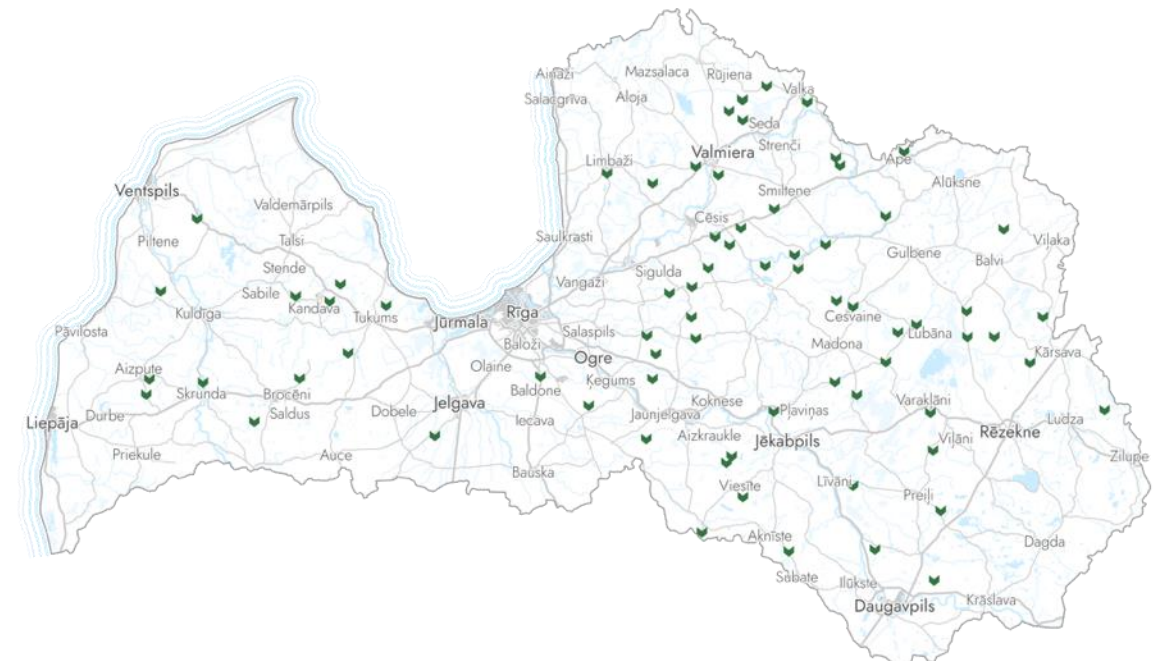 Ainaži
Mazsalaca
Rūjiena
Valka
Salacgrīva
Aloja
Seda
Strenči
Valmiera
Limbaži
Ape
Alūksne
Smiltene
Ventspils
Valdemārpils
Cēsis
Piltene
Talsi
Saulkrasti
Viļaka
Gulbene
Balvi
Stende
Sigulda
Vangaži
Sabile
Kandava
Kuldīga
Tukums
Rīga
Jūrmala
Cesvaine
Pāvilosta
Salaspils
Lubāna
Baloži
Madona
Kārsava
Ogre
Aizpute
Olaine
Ķegums
Skrunda
Brocēni
Baldone
Varakļāni
Koknese
Jelgava
Pļaviņas
Durbe
Saldus
Dobele
Jaunjelgava
Liepāja
Iecava
Ludza
Aizkraukle
Jēkabpils
Rēzekne
Viļāni
Priekule
Auce
Zilupe
Bauska
Viesīte
Līvāni
Preiļi
Aknīste
Dagda
Subate
Ilūkste
Krāslava
Daugavpils